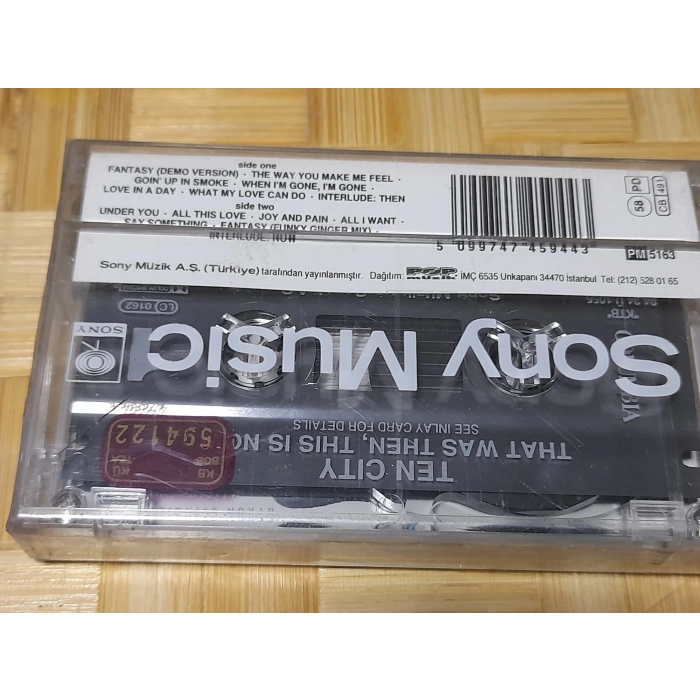 side one
FANTASY (DEMO VERSION) · THE WAY YOU MAKE ME FEEL ·
GOIN' UP IN SMOKE · WHEN I'M GONE, I'M GONE ·
LOVE IN A DAY · WHAT MY LOVE CAN DO · INTERLUDE: THEN
side two
UNDER YOU · ALL THIS LOVE · JOY AND PAIN · ALL I WANT ·
SAY SOMETHING · FANTASY (FUNKY GINGER MIX) ·
INTERLUDE: NOW
5 099747 459443
58 PD
CB 491
PM 5163
Sony Müzik A.Ş. (Türkiye) tarafından yayınlanmıştır. Dağıtım: POP MUZIK İMÇ 6535 Unkapanı 34470 İstanbul Tel: (212) 528 01 65
LC 0162
SONY
Sony Music
TEN CITY
THAT WAS THEN, THIS IS NO
SEE INLAY CARD FOR DETAILS
594122
KB